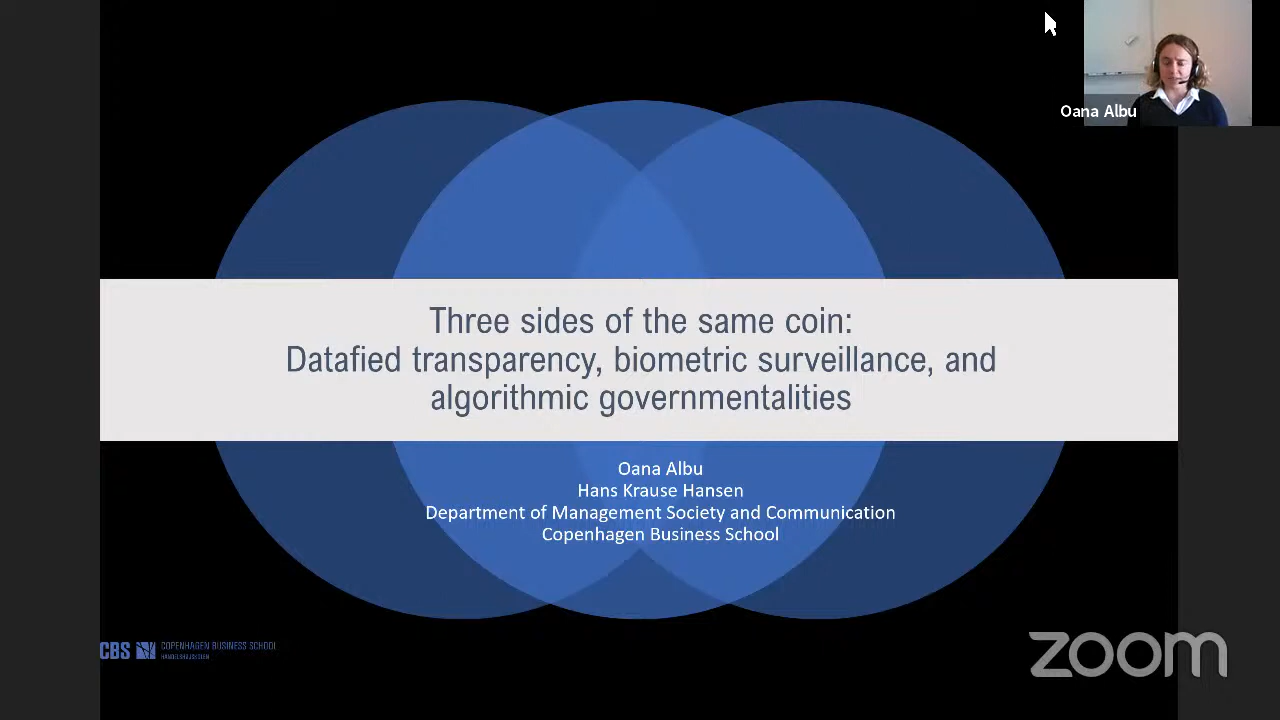 Oana Albu
Three sides of the same coin:
Datafied transparency, biometric surveillance, and
algorithmic governmentalities
Oana Albu
Hans Krause Hansen
Department of Management Society and Communication
Copenhagen Business School
CBS COPENHAGEN BUSINESS SCHOOL
HANDELSHØJSKOLEN
zoom